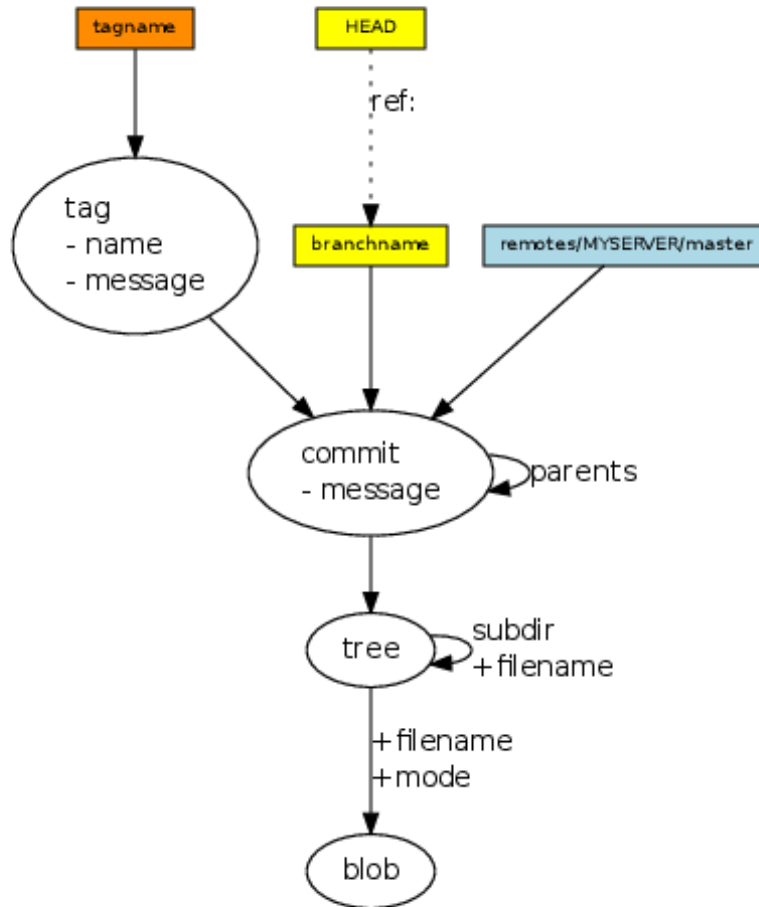 tagname
HEAD
ref:
tag
- name
- message
branchname
remotes/MYSERVER/master
commit
- message
parents
tree
subdir
+filename
+filename
+mode
blob